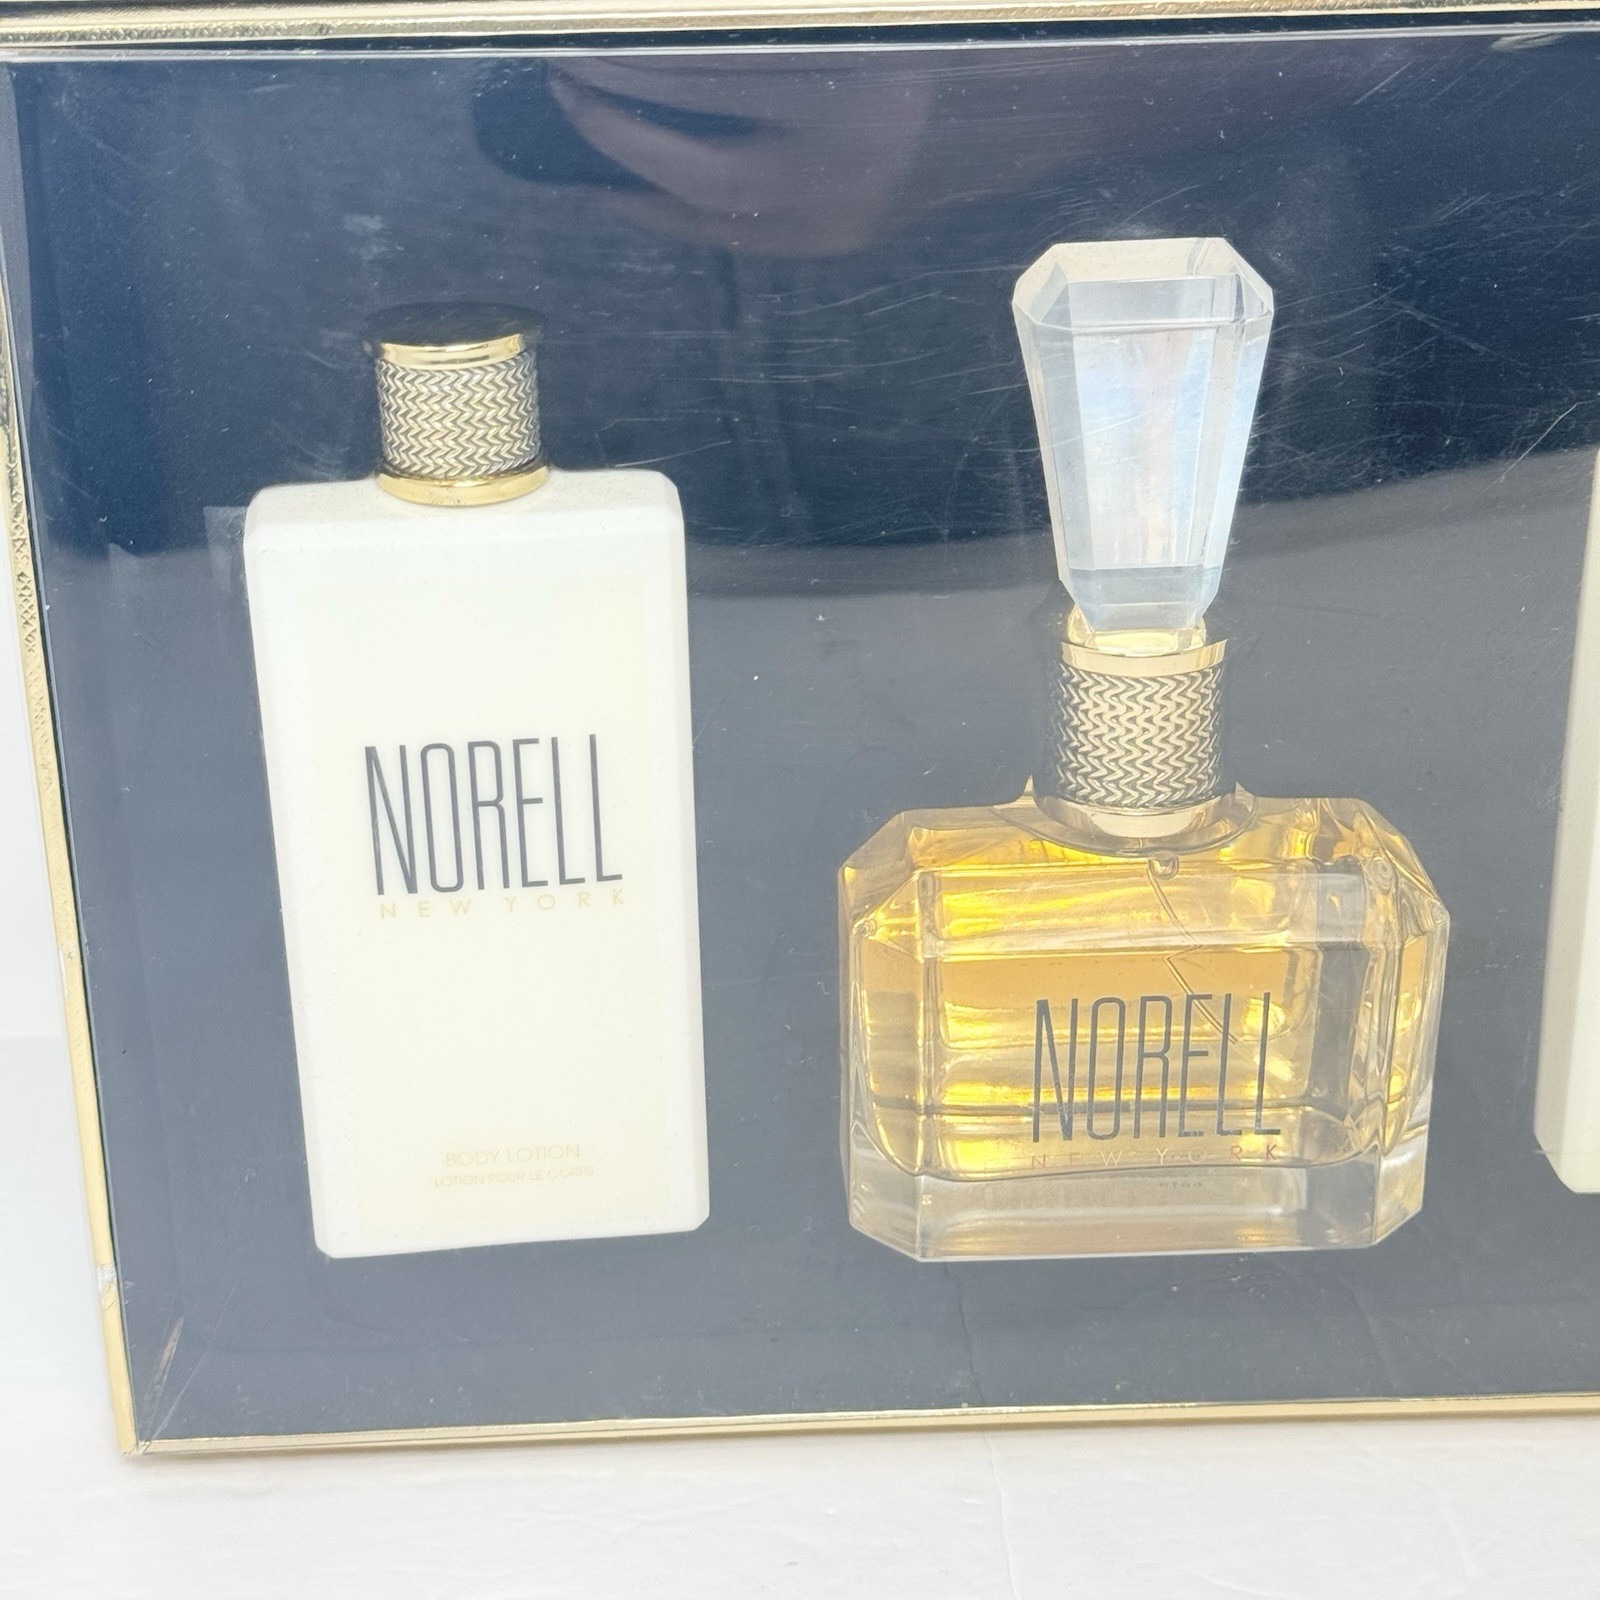 NORELL
NEW YORK
BODY LOTION
LOTION POUR LE CORPS
NORELL
NEW YORK